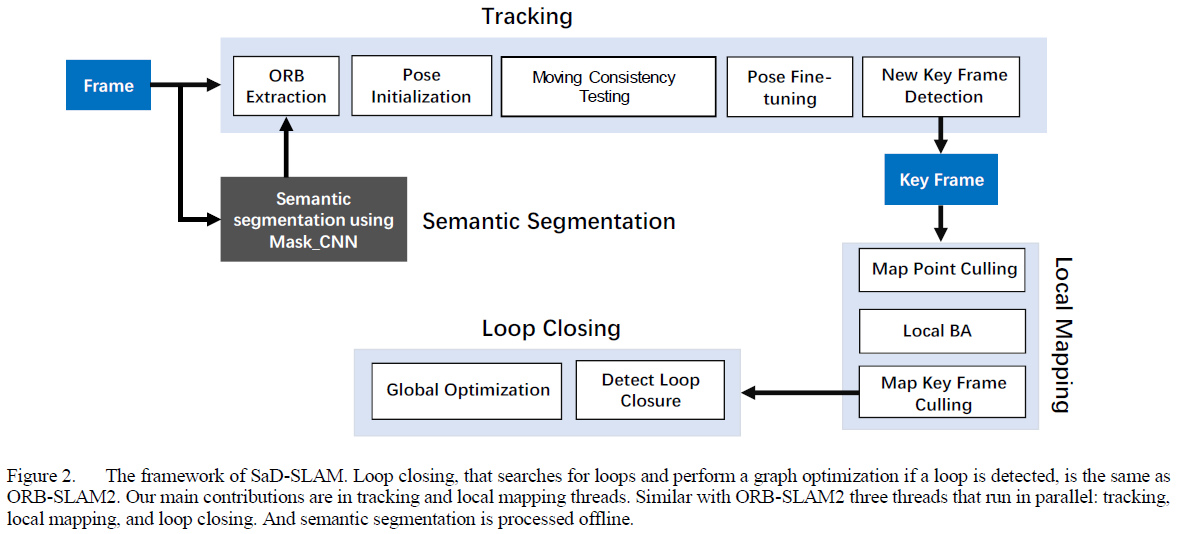 Tracking
Frame
ORB
Extraction
Pose
Initialization
Moving Consistency
Testing
Pose Fine-
tuning
New Key Frame
Detection
Semantic
segmentation using
Mask_CNN
Semantic Segmentation
Key Frame
Local Mapping
Map Point Culling
Local BA
Map Key Frame
Culling
Loop Closing
Global Optimization
Detect Loop
Closure
Figure 2. The framework of SaD-SLAM. Loop closing, that searches for loops and perform a graph optimization if a loop is detected, is the same as
ORB-SLAM2. Our main contributions are in tracking and local mapping threads. Similar with ORB-SLAM2 three threads that run in parallel: tracking,
local mapping, and loop closing. And semantic segmentation is processed offline.